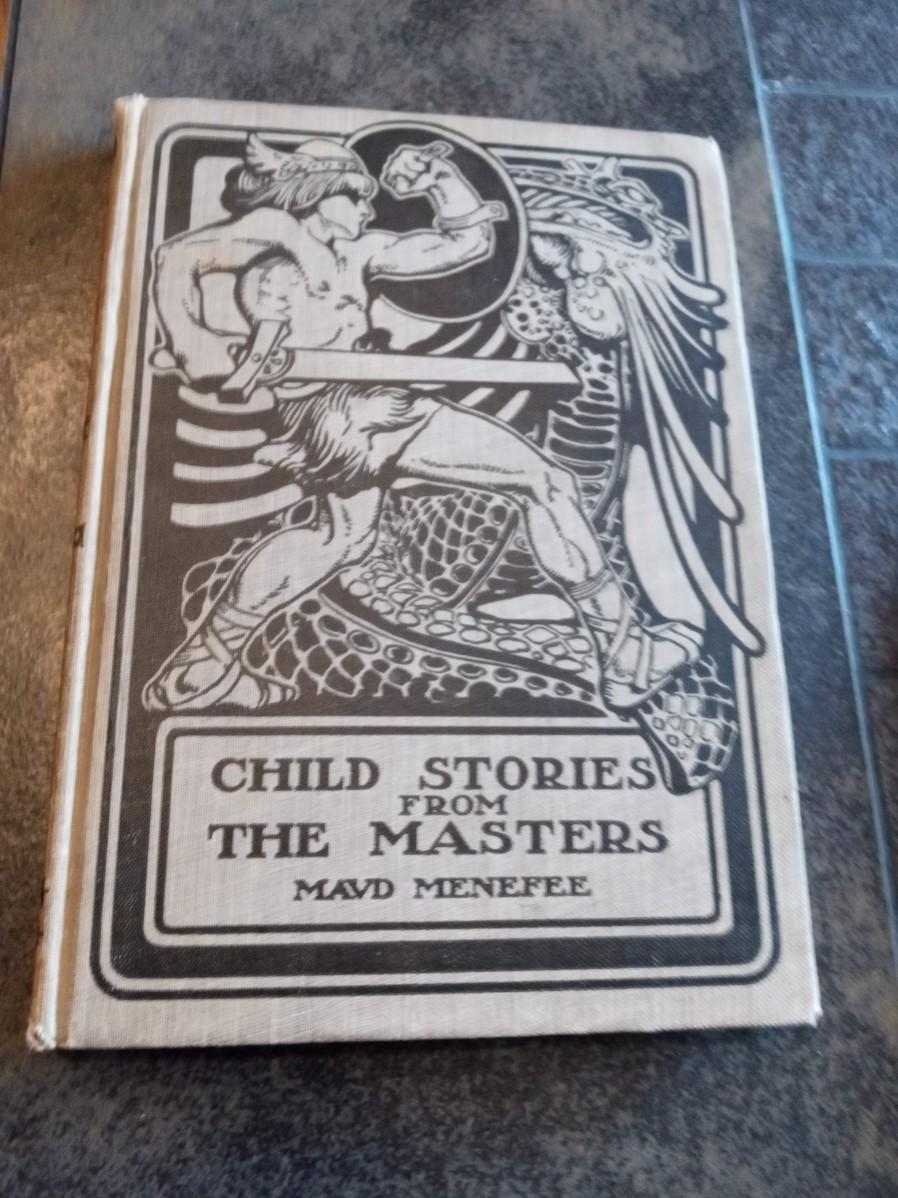 CHILD STORIES
FROM
THE MASTERS
MAVD MENEFEE